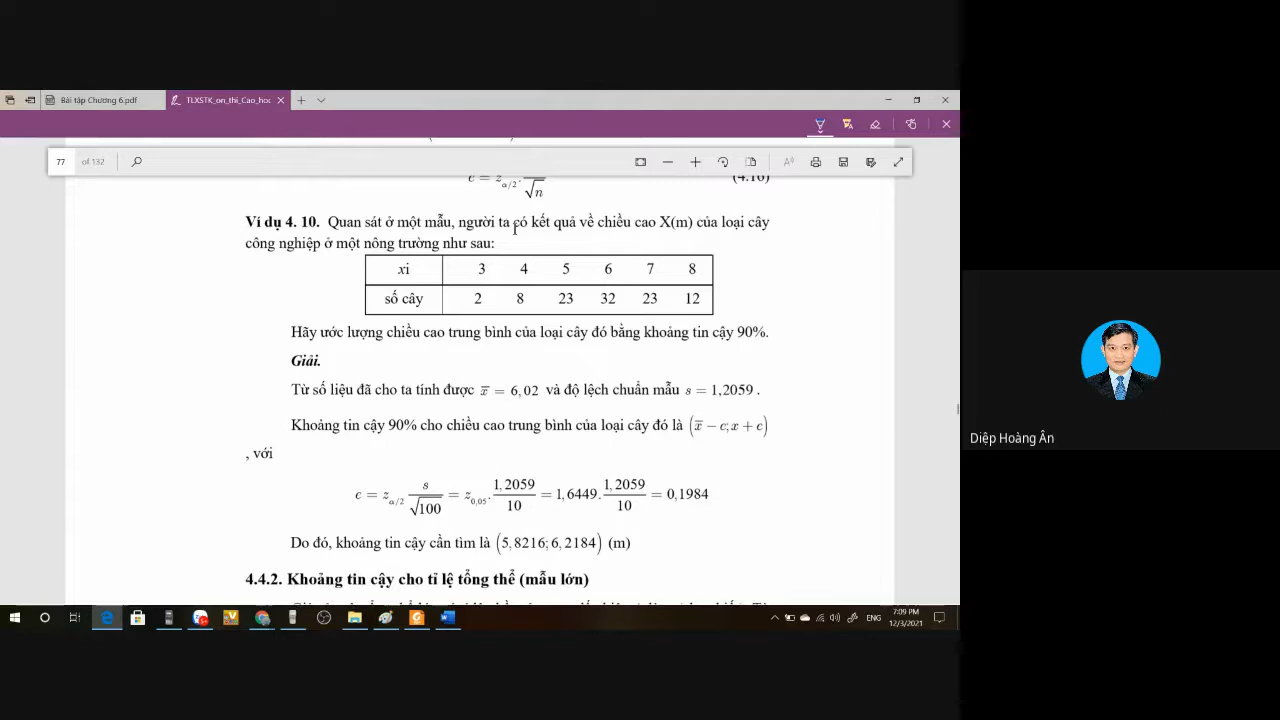 Bài tập Chương 6.pdf
TLXSTK_on_thi_Cao_học
77 of 132
ϵ = z α/2 . √n (4.16)
Ví dụ 4. 10. Quan sát ở một mẫu, người ta có kết quả về chiều cao X(m) của loại cây
công nghiệp ở một nông trường như sau:
xi 3 4 5 6 7 8
số cây 2 8 23 32 23 12
Hãy ước lượng chiều cao trung bình của loại cây đó bằng khoảng tin cậy 90%.
Giải.
Từ số liệu đã cho ta tính được x̅ = 6,02 và độ lệch chuẩn mẫu s = 1,2059 .
Khoảng tin cậy 90% cho chiều cao trung bình của loại cây đó là (x̅ − ϵ; x + ϵ)
, với
ϵ = z α/2 s/√100 = z 0,05 . 1,2059/10 = 1,6449. 1,2059/10 = 0,1984
Do đó, khoảng tin cậy cần tìm là (5,8216; 6,2184) (m)
4.4.2. Khoảng tin cậy cho tỉ lệ tổng thể (mẫu lớn)
Diệp Hoàng Ân
ENG
7:09 PM
12/3/2021